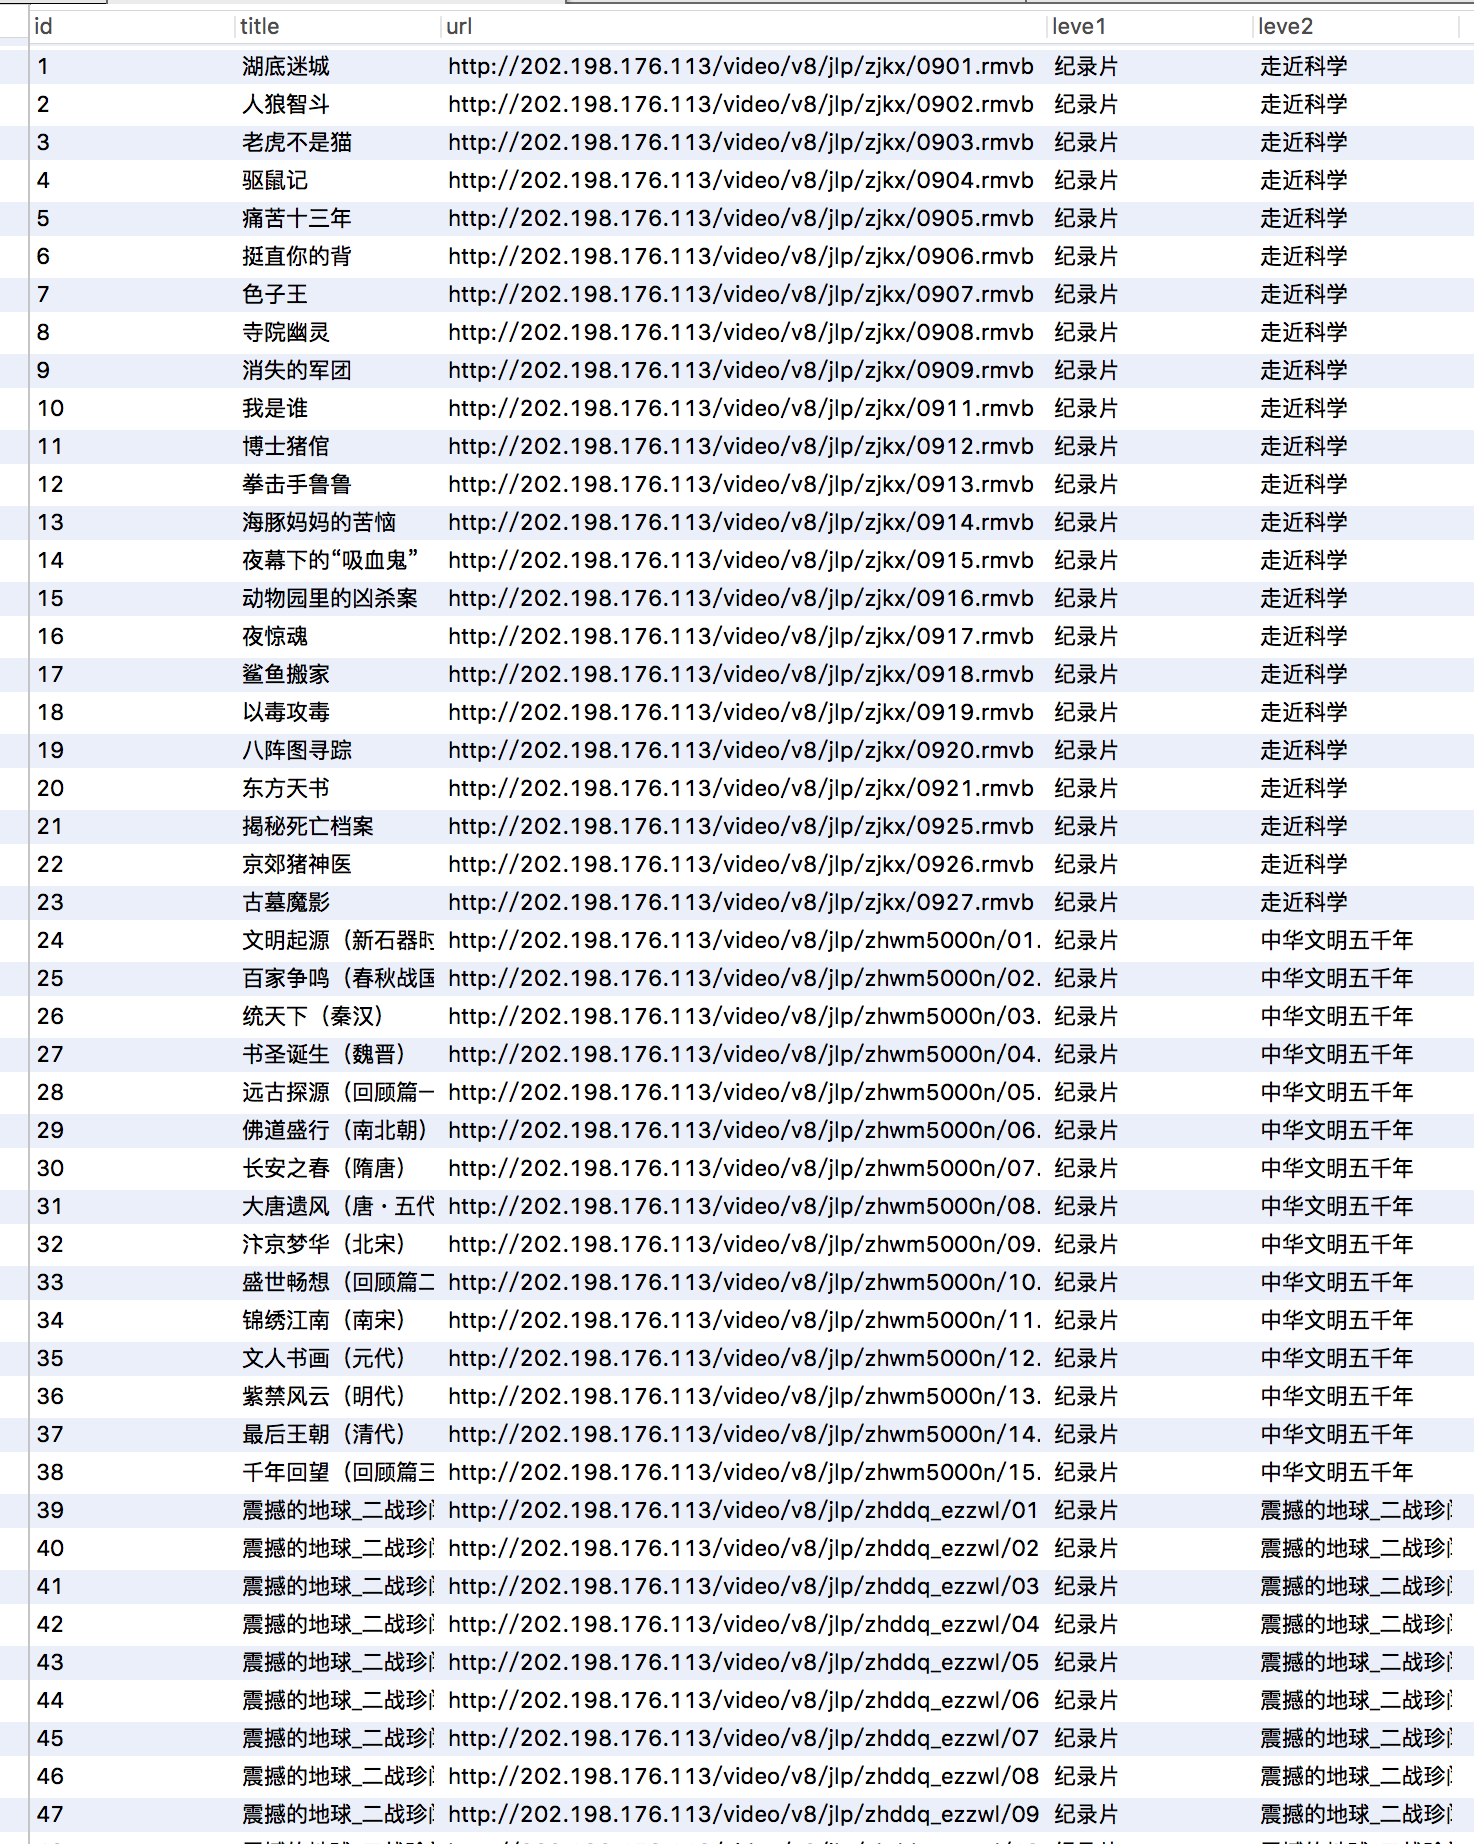 id title url leve1 leve2
1 湖底迷城 http://202.198.176.113/video/v8/jlp/zjkx/0901.rmvb 纪录片 走近科学
2 人狼智斗 http://202.198.176.113/video/v8/jlp/zjkx/0902.rmvb 纪录片 走近科学
3 老虎不是猫 http://202.198.176.113/video/v8/jlp/zjkx/0903.rmvb 纪录片 走近科学
4 驱鼠记 http://202.198.176.113/video/v8/jlp/zjkx/0904.rmvb 纪录片 走近科学
5 痛苦十三年 http://202.198.176.113/video/v8/jlp/zjkx/0905.rmvb 纪录片 走近科学
6 挺直你的背 http://202.198.176.113/video/v8/jlp/zjkx/0906.rmvb 纪录片 走近科学
7 色子王 http://202.198.176.113/video/v8/jlp/zjkx/0907.rmvb 纪录片 走近科学
8 寺院幽灵 http://202.198.176.113/video/v8/jlp/zjkx/0908.rmvb 纪录片 走近科学
9 消失的军团 http://202.198.176.113/video/v8/jlp/zjkx/0909.rmvb 纪录片 走近科学
10 我是谁 http://202.198.176.113/video/v8/jlp/zjkx/0911.rmvb 纪录片 走近科学
11 博士猪倌 http://202.198.176.113/video/v8/jlp/zjkx/0912.rmvb 纪录片 走近科学
12 拳击手鲁鲁 http://202.198.176.113/video/v8/jlp/zjkx/0913.rmvb 纪录片 走近科学
13 海豚妈妈的苦恼 http://202.198.176.113/video/v8/jlp/zjkx/0914.rmvb 纪录片 走近科学
14 夜幕下的“吸血鬼” http://202.198.176.113/video/v8/jlp/zjkx/0915.rmvb 纪录片 走近科学
15 动物园里的凶杀案 http://202.198.176.113/video/v8/jlp/zjkx/0916.rmvb 纪录片 走近科学
16 夜惊魂 http://202.198.176.113/video/v8/jlp/zjkx/0917.rmvb 纪录片 走近科学
17 鲨鱼搬家 http://202.198.176.113/video/v8/jlp/zjkx/0918.rmvb 纪录片 走近科学
18 以毒攻毒 http://202.198.176.113/video/v8/jlp/zjkx/0919.rmvb 纪录片 走近科学
19 八阵图寻踪 http://202.198.176.113/video/v8/jlp/zjkx/0920.rmvb 纪录片 走近科学
20 东方天书 http://202.198.176.113/video/v8/jlp/zjkx/0921.rmvb 纪录片 走近科学
21 揭秘死亡档案 http://202.198.176.113/video/v8/jlp/zjkx/0925.rmvb 纪录片 走近科学
22 京郊猪神医 http://202.198.176.113/video/v8/jlp/zjkx/0926.rmvb 纪录片 走近科学
23 古墓魔影 http://202.198.176.113/video/v8/jlp/zjkx/0927.rmvb 纪录片 走近科学
24 文明起源（新石器时 http://202.198.176.113/video/v8/jlp/zhwm5000n/01. 纪录片 中华文明五千年
25 百家争鸣（春秋战国 http://202.198.176.113/video/v8/jlp/zhwm5000n/02. 纪录片 中华文明五千年
26 统天下（秦汉） http://202.198.176.113/video/v8/jlp/zhwm5000n/03. 纪录片 中华文明五千年
27 书圣诞生（魏晋） http://202.198.176.113/video/v8/jlp/zhwm5000n/04. 纪录片 中华文明五千年
28 远古探源（回顾篇一 http://202.198.176.113/video/v8/jlp/zhwm5000n/05. 纪录片 中华文明五千年
29 佛道盛行（南北朝） http://202.198.176.113/video/v8/jlp/zhwm5000n/06. 纪录片 中华文明五千年
30 长安之春（隋唐） http://202.198.176.113/video/v8/jlp/zhwm5000n/07. 纪录片 中华文明五千年
31 大唐遗风（唐·五代 http://202.198.176.113/video/v8/jlp/zhwm5000n/08. 纪录片 中华文明五千年
32 汴京梦华（北宋） http://202.198.176.113/video/v8/jlp/zhwm5000n/09. 纪录片 中华文明五千年
33 盛世畅想（回顾篇二 http://202.198.176.113/video/v8/jlp/zhwm5000n/10. 纪录片 中华文明五千年
34 锦绣江南（南宋） http://202.198.176.113/video/v8/jlp/zhwm5000n/11. 纪录片 中华文明五千年
35 文人书画（元代） http://202.198.176.113/video/v8/jlp/zhwm5000n/12. 纪录片 中华文明五千年
36 紫禁风云（明代） http://202.198.176.113/video/v8/jlp/zhwm5000n/13. 纪录片 中华文明五千年
37 最后王朝（清代） http://202.198.176.113/video/v8/jlp/zhwm5000n/14. 纪录片 中华文明五千年
38 千年回望（回顾篇三 http://202.198.176.113/video/v8/jlp/zhwm5000n/15. 纪录片 中华文明五千年
39 震撼的地球_二战珍 http://202.198.176.113/video/v8/jlp/zhddq_ezzwl/01 纪录片 震撼的地球_二战珍
40 震撼的地球_二战珍 http://202.198.176.113/video/v8/jlp/zhddq_ezzwl/02 纪录片 震撼的地球_二战珍
41 震撼的地球_二战珍 http://202.198.176.113/video/v8/jlp/zhddq_ezzwl/03 纪录片 震撼的地球_二战珍
42 震撼的地球_二战珍 http://202.198.176.113/video/v8/jlp/zhddq_ezzwl/04 纪录片 震撼的地球_二战珍
43 震撼的地球_二战珍 http://202.198.176.113/video/v8/jlp/zhddq_ezzwl/05 纪录片 震撼的地球_二战珍
44 震撼的地球_二战珍 http://202.198.176.113/video/v8/jlp/zhddq_ezzwl/06 纪录片 震撼的地球_二战珍
45 震撼的地球_二战珍 http://202.198.176.113/video/v8/jlp/zhddq_ezzwl/07 纪录片 震撼的地球_二战珍
46 震撼的地球_二战珍 http://202.198.176.113/video/v8/jlp/zhddq_ezzwl/08 纪录片 震撼的地球_二战珍
47 震撼的地球_二战珍 http://202.198.176.113/video/v8/jlp/zhddq_ezzwl/09 纪录片 震撼的地球_二战珍